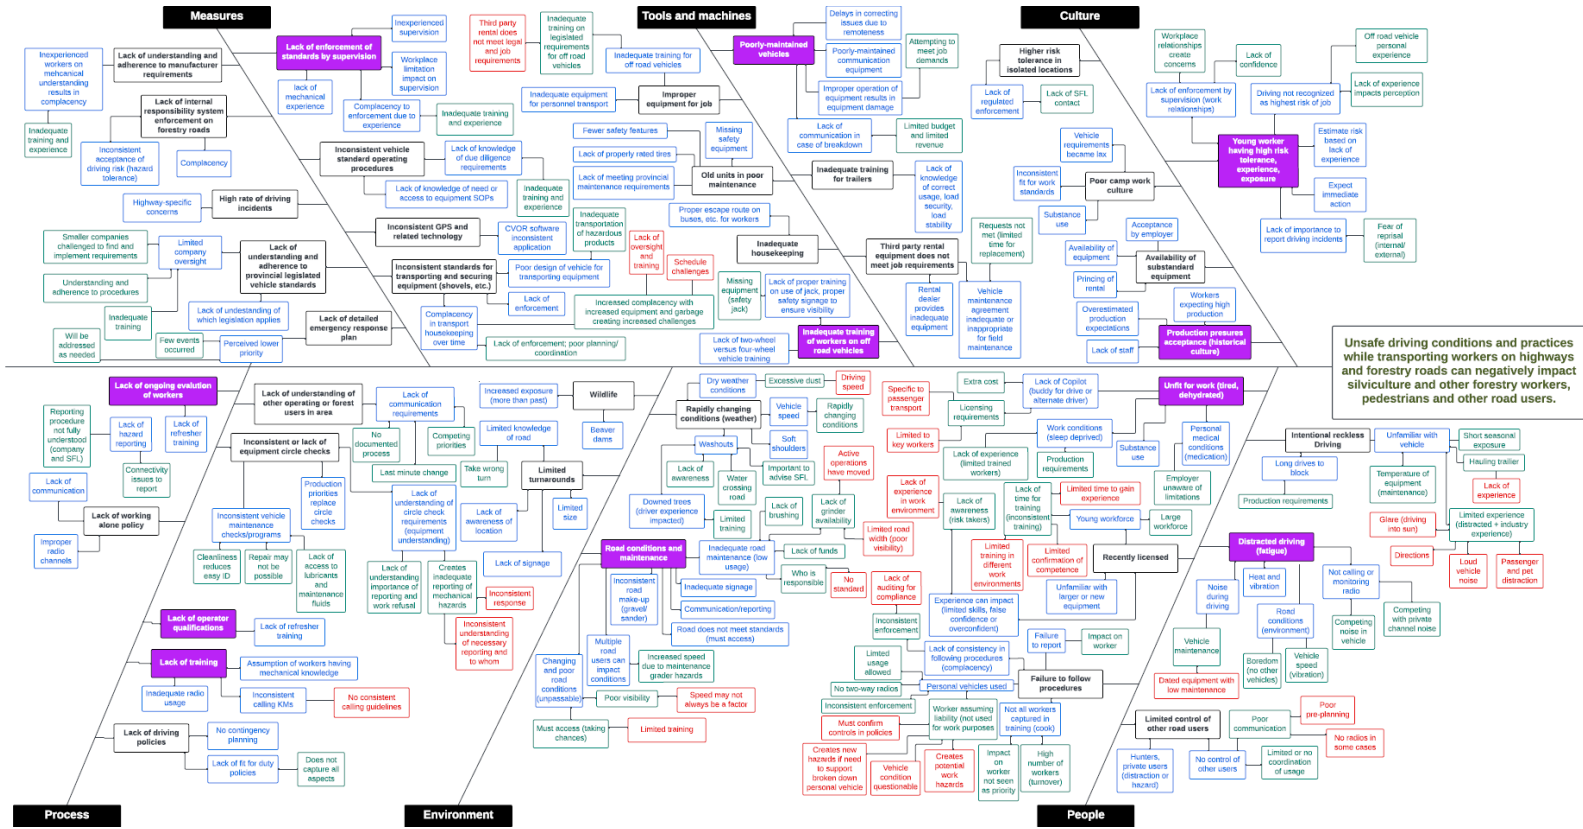 Measures
Tools and machines
Culture
Inexperienced
workers on
mehcanical
understanding
results in
complacency
Inadequate
training and
experience
Lack of understanding and
adherence to manufacturer
requirements
Lack of internal
responsibility system
enforcement on
forestry roads
Inconsistent
acceptance of
driving risk (hazard
tolerance)
Complacency
Highway-specific
concerns
High rate of driving
incidents
Smaller companies
challenged to find and
implement requirements
Limited
company
oversight
Understanding and
adherence to procedures
Inadequate
training
Lack of
understanding
and adherence to
provincial legislated
vehicle standards
Lack of undestanding of
which legislation applies
Will be
addressed
as needed
Few events
occurred
Perceived lower
priority
Lack of detailed
emergency response
plan
Lack of enforcement of
standards by supervision
Inexperienced
supervision
Workplace
limitation
impact on
supervision
lack of
mechanical
experience
Complacency to
enforcement due to
experience
Inadequate training
and experience
Inconsistent vehicle
standard operating
procedures
Lack of knowledge
of due diligence
requirements
Lack of knowledge of need or
access to equipment SOPs
Inadequate
training and
experience
Inconsistent GPS and
related technology
CVOR software
inconsistent
application
Inconsistent standards for
transporting and securing
equipment (shovels, etc.)
Poor design of vehicle for
transporting equipment
Lack of
enforcement
Inadequate
transportation
of hazardous
products
Lack of
oversight
and training
Schedule
challenges
Increased complacency with
increased equipment and garbage
creating increased challenges
Complacency
in transport
housekeeping
over time
Lack of enforcement; poor planning/
coordination
Third party
rental does
not meet legal
and job
requirements
Inadequate
training on
legislated
requirements
for off road
vehicles
Inadequate training for
off road vehicles
Inadequate equipment
for personnel transport
Improper
equipment for job
Fewer safety features
Missing
safety
equipment
Lack of properly rated tires
Lack of meeting provincial
maintenance requirements
Old units in poor
maintenance
Proper escape route on
buses, etc. for workers
Inadequate
housekeeping
Missing
equipment
(safety
jack)
Lack of proper training
on use of jack, proper
safety signage to
ensure visibility
Lack of two-wheel
versus four-wheel
vehicle training
Inadequate training
of workers on off
road vehicles
Poorly-maintained
vehicles
Delays in correcting
issues due to
remoteness
Poorly-maintained
communication
equipment
Attempting to
meet job
demands
Improper operation of
equipment results in
equipment damage
Lack of
communication in
case of breakdown
Limited budget
and limited
revenue
Inadequate training
for trailers
Lack of
knowledge
of correct
usage, load
security,
load
stability
Third party rental
equipment does not
meet job requirements
Requests not
met (limited
time for
replacement)
Rental
dealer
provides
inadequate
equipment
Vehicle
maintenance
agreement
inadequate or
inappropriate
for field
maintenance
Higher risk
tolerance in
isolated locations
Lack of
regulated
enforcement
Lack of SFL
contact
Vehicle
requirements
became lax
Inconsistent
fit for work
standards
Poor camp work
culture
Substance
use
Acceptance
by employer
Availability of
equipment
Availability of
substandard
equipment
Princing of
rental
Overestimated
production
expectations
Workers
expecting high
production
Lack of staff
Production presures
acceptance (historical
culture)
Workplace
relationships
create
concerns
Lack of
confidence
Off road vehicle
personal
experience
Lack of enforcement by
supervision (work
relationships)
Driving not recognized
as highest risk of job
Lack of experience
impacts perception
Young worker
having high risk
tolerance,
experience,
exposure
Estimate risk
based on
lack of
experience
Expect
immediate
action
Lack of importance to
report driving incidents
Fear of
reprisal
(internal/
external)
Unsafe driving conditions and practices
while transporting workers on highways
and forestry roads can negatively impact
silviculture and other forestry workers,
pedestrians and other road users.
Lack of ongoing evalution
of workers
Reporting
procedure
not fully
understood
(company
and SFL)
Lack of
hazard
reporting
Lack of
refresher
training
Connectivity
issues to
report
Lack of
communication
Lack of working
alone policy
Improper
radio
channels
Lack of operator
qualifications
Lack of refresher
training
Lack of training
Assumption of workers having
mechanical knowledge
Inadequate radio
usage
Inconsistent
calling KMs
No consistent
calling guidelines
Lack of driving
policies
No contingency
planning
Lack of fit for duty
policies
Does not
capture all
aspects
Lack of understanding of
other operating or forest
users in area
Lack of
communication
requirements
No
documented
process
Competing
priorities
Last minute change
Inconsistent or lack of
equipment circle checks
Production
priorities
replace
circle
checks
Inconsistent vehicle
maintenance
checks/programs
Cleanliness
reduces
easy ID
Repair may
not be
possible
Lack of
access to
lubricants and
maintenance
fluids
Lack of
understanding of
circle check
requirements
(equipment
understanding)
Lack of
understanding
importance of
reporting and
work refusal
Creates
inadequate
reporting of
mechanical
hazards
Inconsistent
response
Inconsistent
understanding
of necessary
reporting and
to whom
Increased exposure
(more than past)
Wildlife
Beaver
dams
Limited knowledge
of road
Take wrong
turn
Limited
turnarounds
Lack of
awareness of
location
Limited
size
Lack of signage
Dry weather
conditions
Excessive dust
Driving
speed
Rapidly changing
conditions (weather)
Vehicle
speed
Rapidly
changing
conditions
Soft
shoulders
Washouts
Lack of
awareness
Water
crossing
road
Important to
advise SFL
Active
operations
have moved
Downed trees
(driver experience
impacted)
Limited
training
Lack of
brushing
Lack of
grinder
availability
Limited road
width (poor
visibility)
Road conditions and
maintenance
Inadequate road
maintenance (low
usage)
Lack of funds
Who is
responsible
No
standard
Inconsistent
road
make-up
(gravel/
sander)
Inadequate signage
Communication/reporting
Road does not meet standards
(must access)
Multiple
road
users can
impact
conditions
Increased speed
due to maintenance
grader hazards
Changing
and poor
road
conditions
(unpassable)
Poor visibility
Speed may not
always be a factor
Must access (taking
chances)
Limited training
Specific to
passenger
transport
Extra cost
Lack of Copilot
(buddy for drive or
alternate driver)
Unfit for work (tired,
dehydrated)
Licensing
requirements
Limited to
key workers
Work conditions
(sleep deprived)
Substance
use
Personal
medical
conditions
(medication)
Lack of experience
(limited trained
workers)
Production
requirements
Employer
unaware of
limitations
Lack of
experience
in work
environment
Lack of
awareness
(risk takers)
Lack of
time for
training
(inconsistent
training)
Limited time to gain
experience
Young workforce
Large
workforce
Limited
training in
different work
environments
Limited
confirmation of
competence
Recently licensed
Unfamiliar with
larger or new
equipment
Lack of
auditing for
compliance
Inconsistent
enforcement
Experience can impact
(limited skills, false
confidence or
overconfident)
Failure
to report
Impact on
worker
Lack of consistency in
following procedures
(complacency)
Limited
usage
allowed
No two-way radios
Personal vehicles used
Failure to follow
procedures
Inconsistent enforcement
Worker assuming
liability (not used
for work purposes
Not all workers
captured in
training (cook)
Must confirm
controls in policies
Creates new
hazards if need
to support
broken down
personal vehicle
Vehicle
condition
questionable
Creates
potential
work
hazards
Impact
on
worker
not seen
as priority
High
number of
workers
(turnover)
Intentional reckless
Driving
Long drives to
block
Production requirements
Unfamiliar with
vehicle
Short seasonal
exposure
Hauling trailier
Temperature of
equipment
(maintenance)
Lack of
experience
Glare (driving
into sun)
Limited experience
(distracted + industry
experience)
Directions
Loud
vehicle
noise
Passenger
and pet
distraction
Distracted driving
(fatigue)
Noise
during
driving
Heat and
vibration
Not calling or
monitoring
radio
Road
conditions
(environment)
Competing
noise in
vehicle
Competing
with private
channel noise
Vehicle
maintenance
Boredom
(no other
vehicles)
Vehicle
speed
(vibration)
Dated equipment with
low maintenance
Limited control of
other road users
Poor
communication
Poor
pre-planning
Hunters,
private users
(distraction or
hazard)
No control of
other users
Limited or no
coordination
of usage
No radios in
some cases
Process
Environment
People